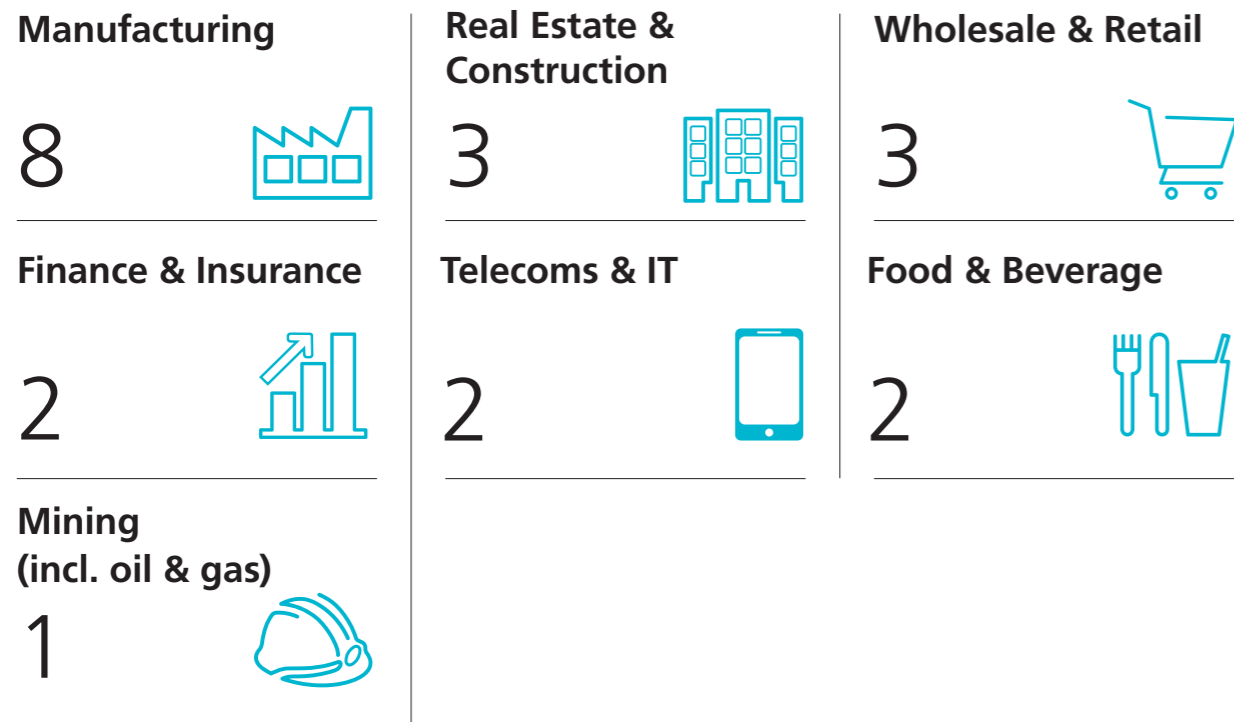 Manufacturing
8
Real Estate &
Construction
3
Wholesale & Retail
3
Finance & Insurance
2
Telecoms & IT
2
Food & Beverage
2
Mining
(incl. oil & gas)
1